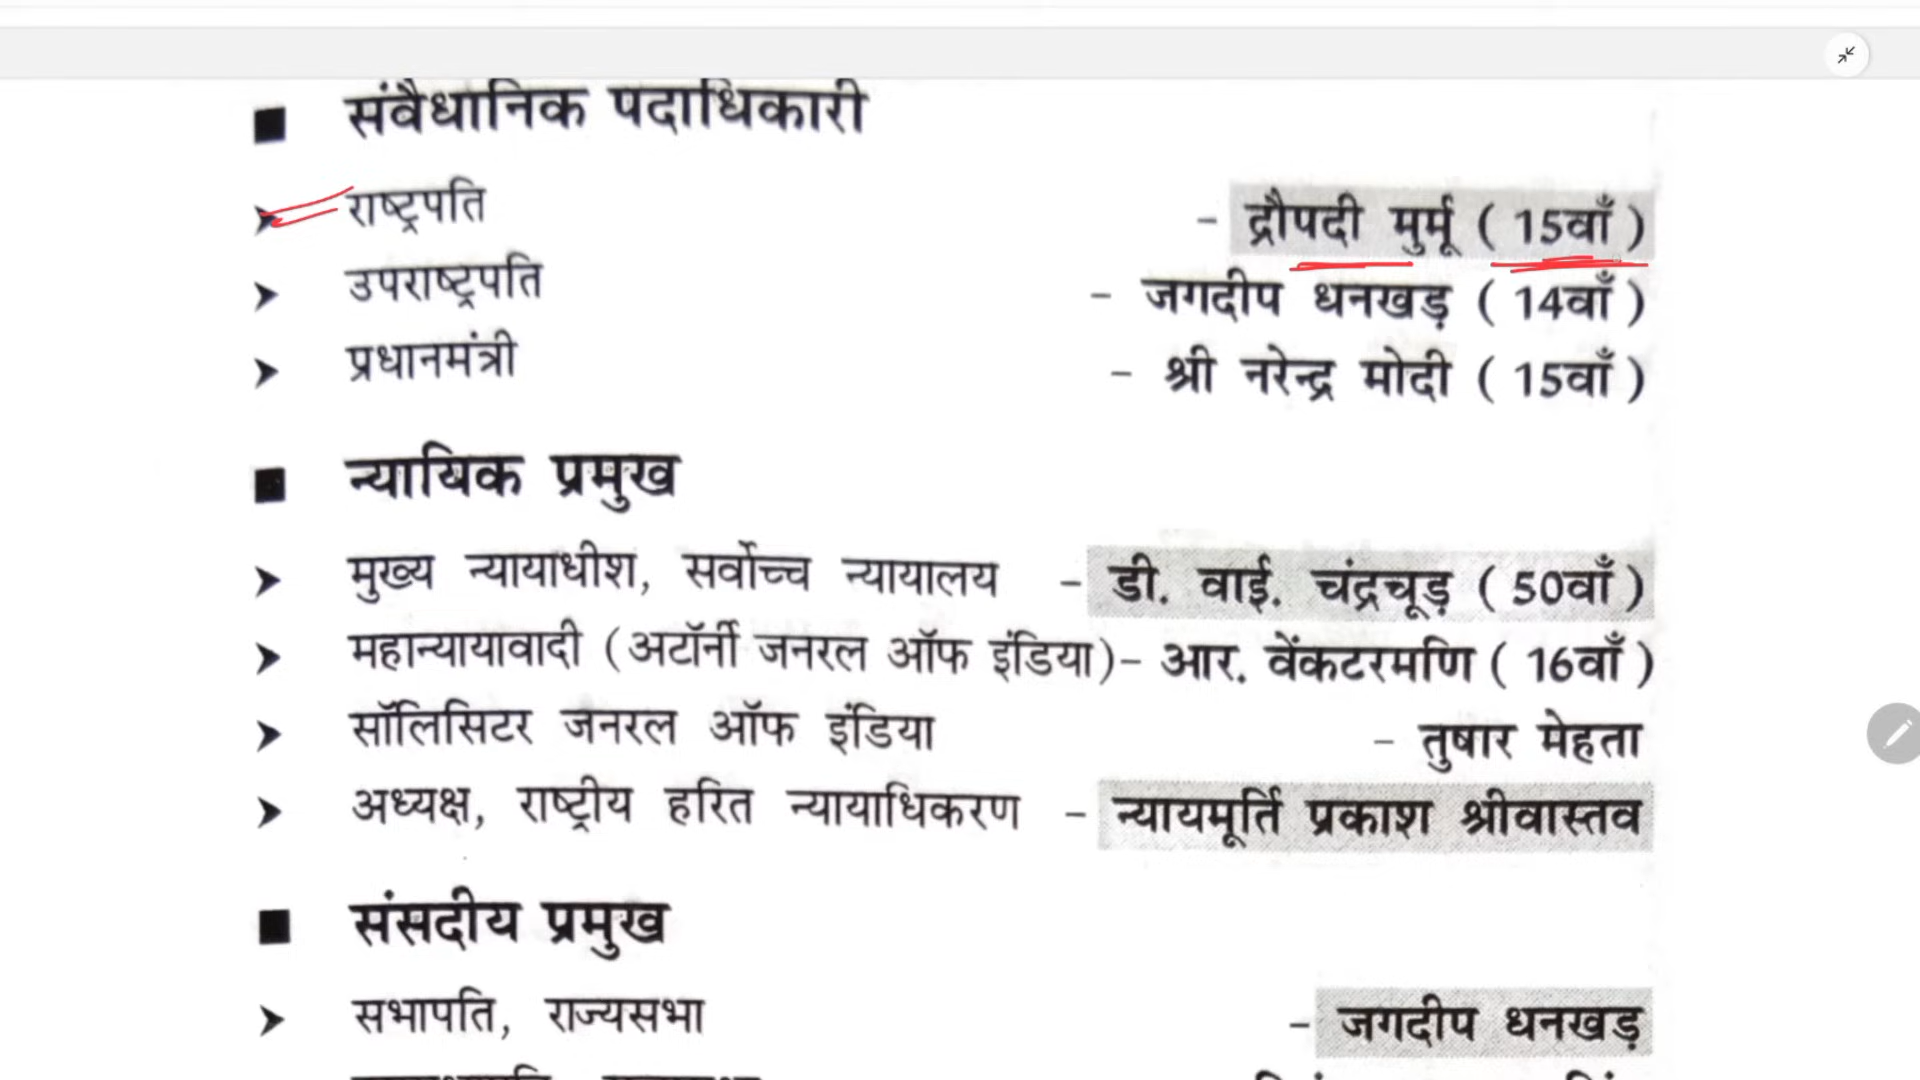 संवैधानिक पदाधिकारी
राष्ट्रपति - द्रौपदी मुर्मू ( 15वाँ )
उपराष्ट्रपति - जगदीप धनखड़ ( 14वाँ )
प्रधानमंत्री - श्री नरेन्द्र मोदी ( 15वाँ )
न्यायिक प्रमुख
मुख्य न्यायाधीश, सर्वोच्च न्यायालय - डी. वाई. चंद्रचूड़ ( 50वाँ )
महान्यायावादी (अटॉर्नी जनरल ऑफ इंडिया)- आर. वेंकटरमणि ( 16वाँ )
सॉलिसिटर जनरल ऑफ इंडिया - तुषार मेहता
अध्यक्ष, राष्ट्रीय हरित न्यायाधिकरण - न्यायमूर्ति प्रकाश श्रीवास्तव
संसदीय प्रमुख
सभापति, राज्यसभा - जगदीप धनखड़